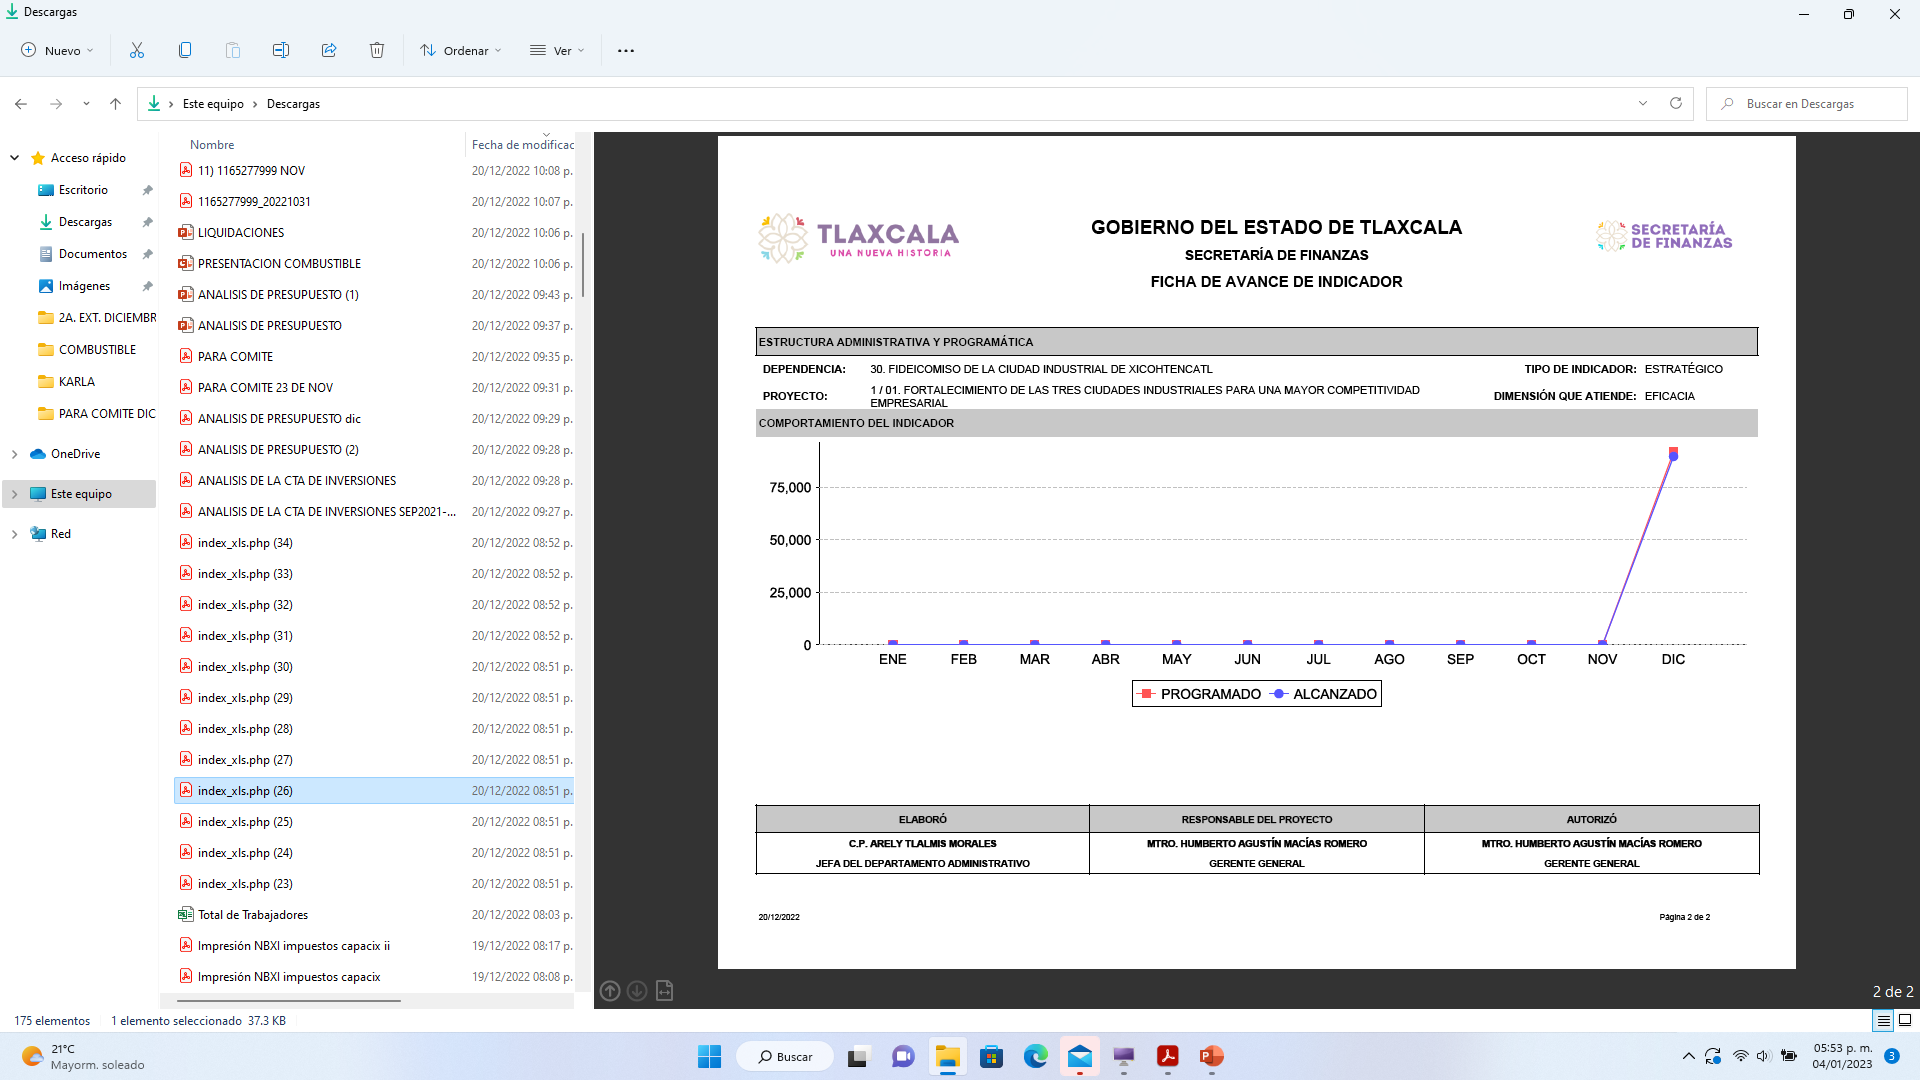 Descargas
Nuevo
Ordenar
Ver
Este equipo
Descargas
Buscar en Descargas
Acceso rápido
Escritorio
Descargas
Documentos
Imágenes
2A. EXT. DICIEMBR
COMBUSTIBLE
KARLA
PARA COMITE DIC
OneDrive
Este equipo
Red
Nombre Fecha de modificac
11) 1165277999 NOV 20/12/2022 10:08 p.
1165277999_20221031 20/12/2022 10:07 p.
LIQUIDACIONES 20/12/2022 10:06 p.
PRESENTACION COMBUSTIBLE 20/12/2022 10:06 p.
ANALISIS DE PRESUPUESTO (1) 20/12/2022 09:43 p.
ANALISIS DE PRESUPUESTO 20/12/2022 09:37 p.
PARA COMITE 20/12/2022 09:35 p.
PARA COMITE 23 DE NOV 20/12/2022 09:31 p.
ANALISIS DE PRESUPUESTO dic 20/12/2022 09:29 p.
ANALISIS DE PRESUPUESTO (2) 20/12/2022 09:28 p.
ANALISIS DE LA CTA DE INVERSIONES 20/12/2022 09:28 p.
ANALISIS DE LA CTA DE INVERSIONES SEP2021-... 20/12/2022 09:27 p.
index_xls.php (34) 20/12/2022 08:52 p.
index_xls.php (33) 20/12/2022 08:52 p.
index_xls.php (32) 20/12/2022 08:52 p.
index_xls.php (31) 20/12/2022 08:52 p.
index_xls.php (30) 20/12/2022 08:51 p.
index_xls.php (29) 20/12/2022 08:51 p.
index_xls.php (28) 20/12/2022 08:51 p.
index_xls.php (27) 20/12/2022 08:51 p.
index_xls.php (26) 20/12/2022 08:51 p.
index_xls.php (25) 20/12/2022 08:51 p.
index_xls.php (24) 20/12/2022 08:51 p.
index_xls.php (23) 20/12/2022 08:51 p.
Total de Trabajadores 20/12/2022 08:03 p.
Impresión NBXI impuestos capacix ii 19/12/2022 08:17 p.
Impresión NBXI impuestos capacix 19/12/2022 08:08 p.
TLAXCALA
UNA NUEVA HISTORIA
GOBIERNO DEL ESTADO DE TLAXCALA
SECRETARÍA DE FINANZAS
FICHA DE AVANCE DE INDICADOR
SECRETARÍA
DE FINANZAS
ESTRUCTURA ADMINISTRATIVA Y PROGRAMÁTICA
DEPENDENCIA: 30. FIDEICOMISO DE LA CIUDAD INDUSTRIAL DE XICOHTENCATL TIPO DE INDICADOR: ESTRATÉGICO
PROYECTO: 1 / 01. FORTALECIMIENTO DE LAS TRES CIUDADES INDUSTRIALES PARA UNA MAYOR COMPETITIVIDAD
EMPRESARIAL DIMENSIÓN QUE ATIENDE: EFICACIA
COMPORTAMIENTO DEL INDICADOR
75,000
50,000
25,000
0
ENE FEB MAR ABR MAY JUN JUL AGO SEP OCT NOV DIC
PROGRAMADO ALCANZADO
ELABORÓ RESPONSABLE DEL PROYECTO AUTORIZÓ
C.P. ARELY TLALMIS MORALES MTRO. HUMBERTO AGUSTÍN MACÍAS ROMERO MTRO. HUMBERTO AGUSTÍN MACÍAS ROMERO
JEFA DEL DEPARTAMENTO ADMINISTRATIVO GERENTE GENERAL GERENTE GENERAL
20/12/2022 Página 2 de 2
2 de 2
175 elementos 1 elemento seleccionado 37.3 KB
21°C
Mayorm. soleado
Buscar
05:53 p. m.
04/01/2023
3